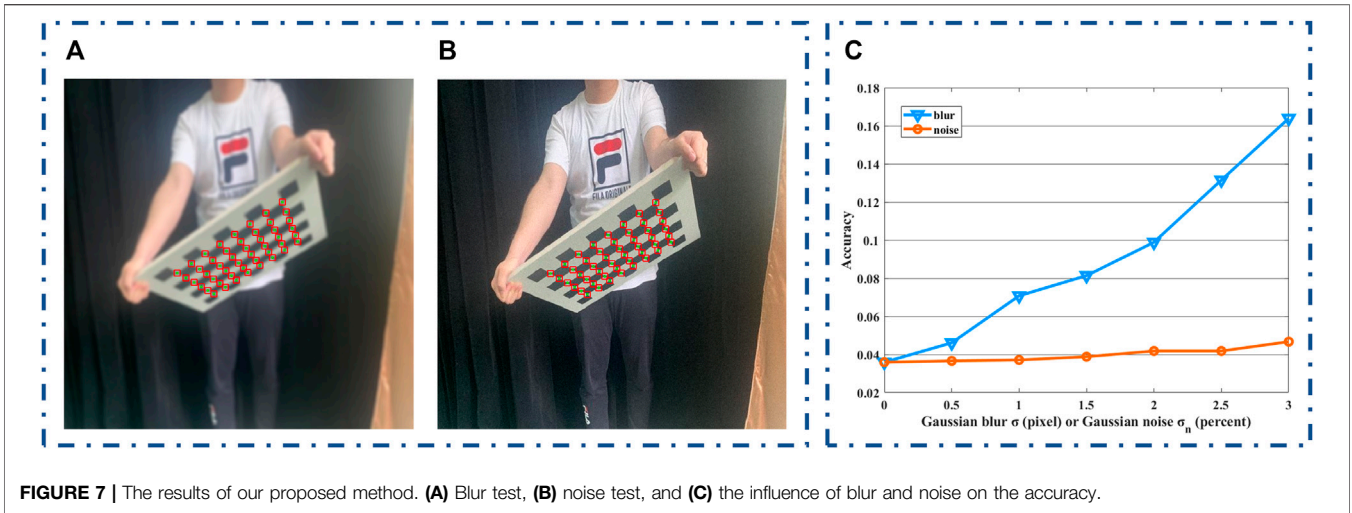 A
B
C
FILA ORIGINALE
0.18
0.16
0.14
0.12
0.1
0.08
0.06
0.04
0.02
Accuracy
blur
noise
0 0.5 1 1.5 2 2.5 3
Gaussian blur σ (pixel) or Gaussian noise σn (percent)
FIGURE 7 | The results of our proposed method. (A) Blur test, (B) noise test, and (C) the influence of blur and noise on the accuracy.